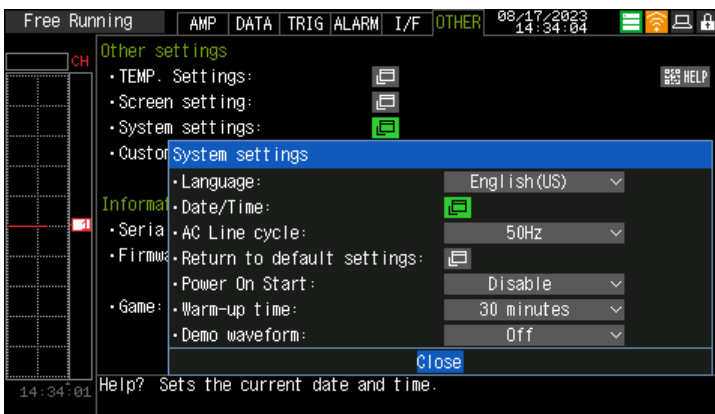 Free Running
AMP DATA TRIG ALARM I/F OTHER
08/17/2023
14:34:04
CH
Other settings
・TEMP. Settings:
HELP
・Screen setting:
・System settings:
・Custom
System settings
・Language: English(US)
Informat
・Date/Time:
1
・Seria
・AC Line cycle: 50Hz
・Firmwa
・Return to default settings:
・Power On Start: Disable
・Game:
・Warm-up time: 30 minutes
・Demo waveform: Off
Close
14:34:01
Help? Sets the current date and time.